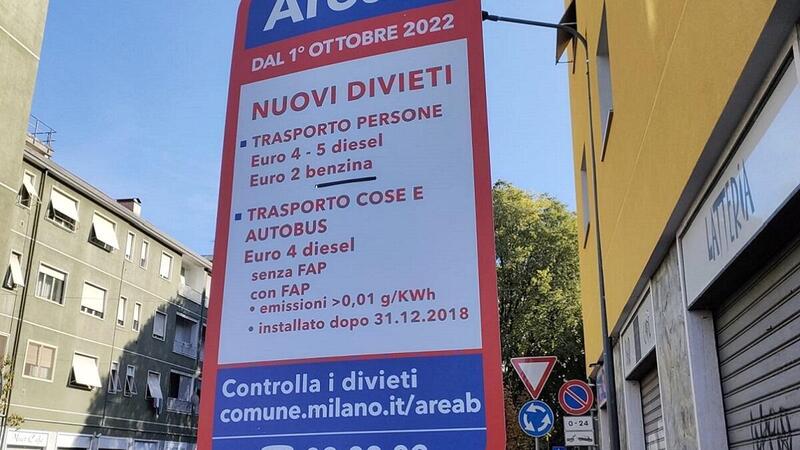 DAL 1° OTTOBRE 2022
NUOVI DIVIETI
TRASPORTO PERSONE
Euro 4 - 5 diesel
Euro 2 benzina
TRASPORTO COSE E
AUTOBUS
Euro 4 diesel
senza FAP
con FAP
• emissioni >0,01 g/KWh
• installato dopo 31.12.2018
Controlla i divieti
comune.milano.it/areab
LATTERIA
0-24